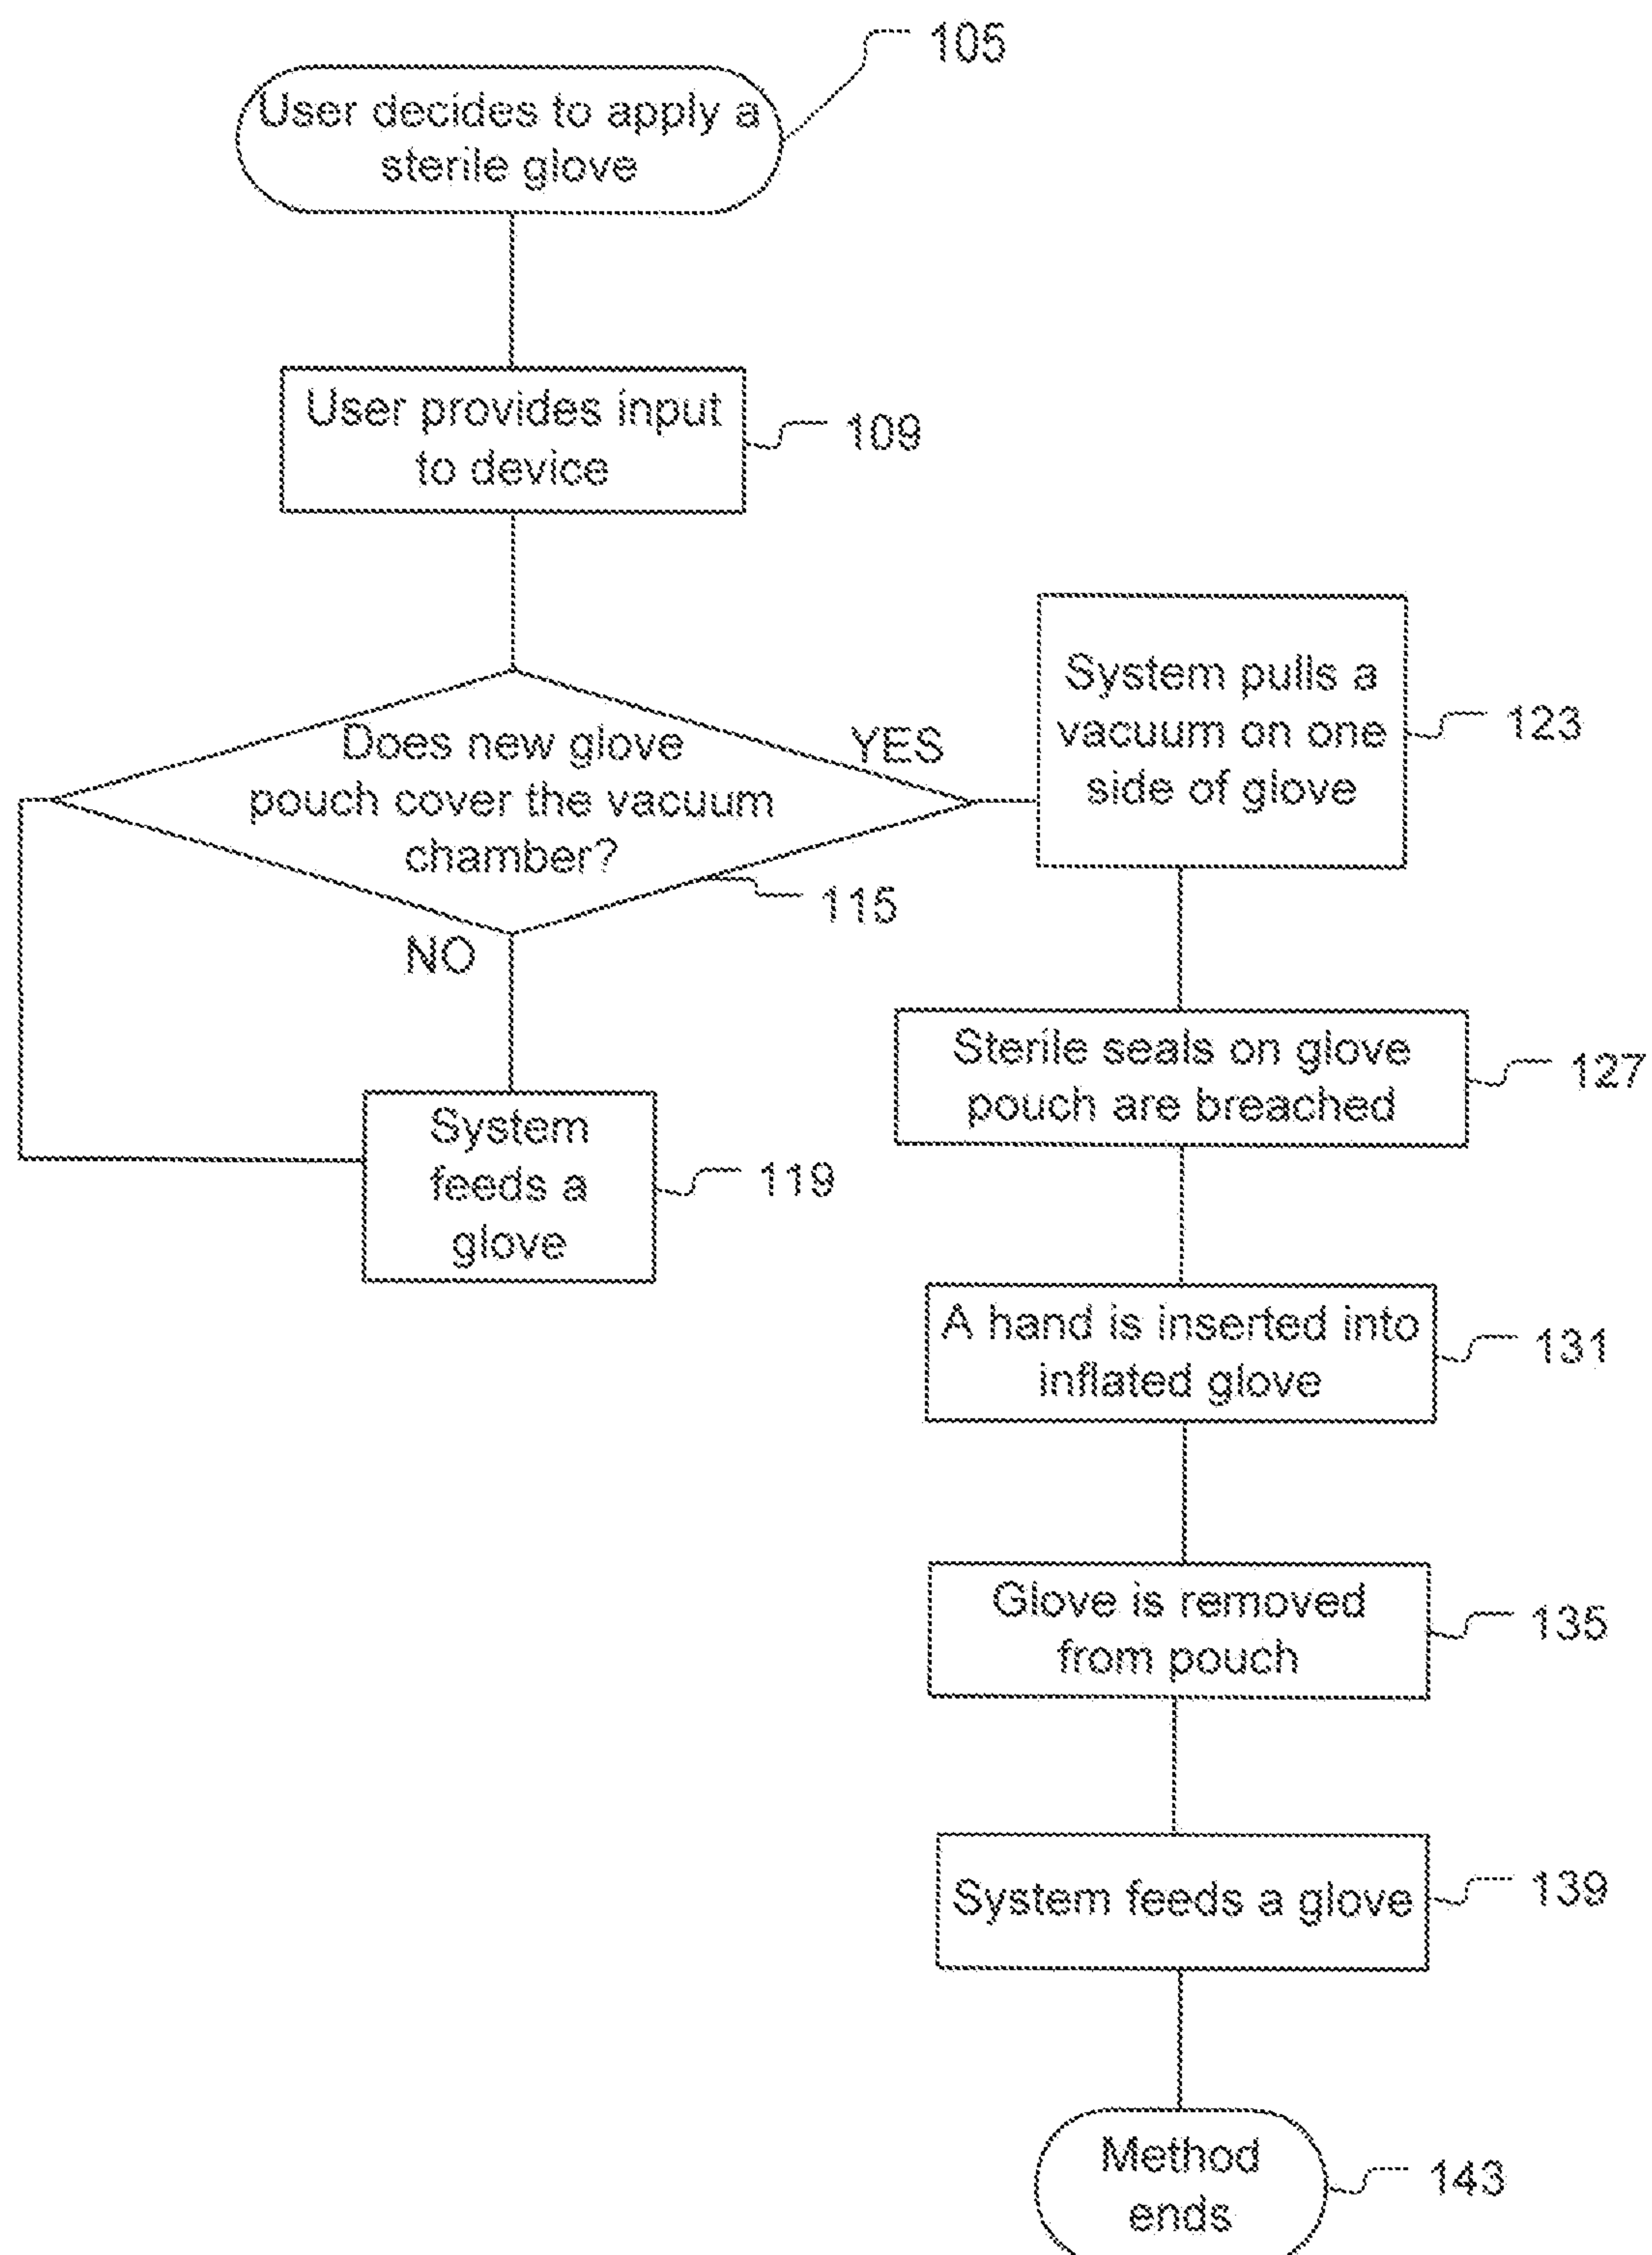 105
User decides to apply a
sterile glove
User provides input
to device
109
Does new glove
pouch cover the vacuum
chamber?
YES
115
NO
System
feeds a
glove
119
System pulls a
vacuum on one
side of glove
123
Sterile seals on glove
pouch are breached
127
A hand is inserted into
inflated glove
131
Glove is removed
from pouch
135
System feeds a glove
139
Method
ends
143